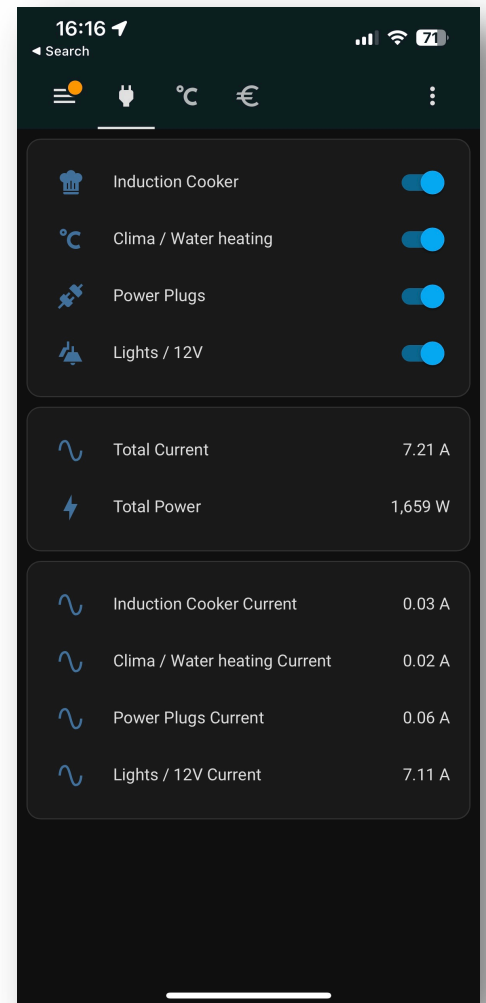 16:16
71
◀ Search
°C
€
Induction Cooker
°C
Clima / Water heating
Power Plugs
Lights / 12V
Total Current 7.21 A
Total Power 1,659 W
Induction Cooker Current 0.03 A
Clima / Water heating Current 0.02 A
Power Plugs Current 0.06 A
Lights / 12V Current 7.11 A